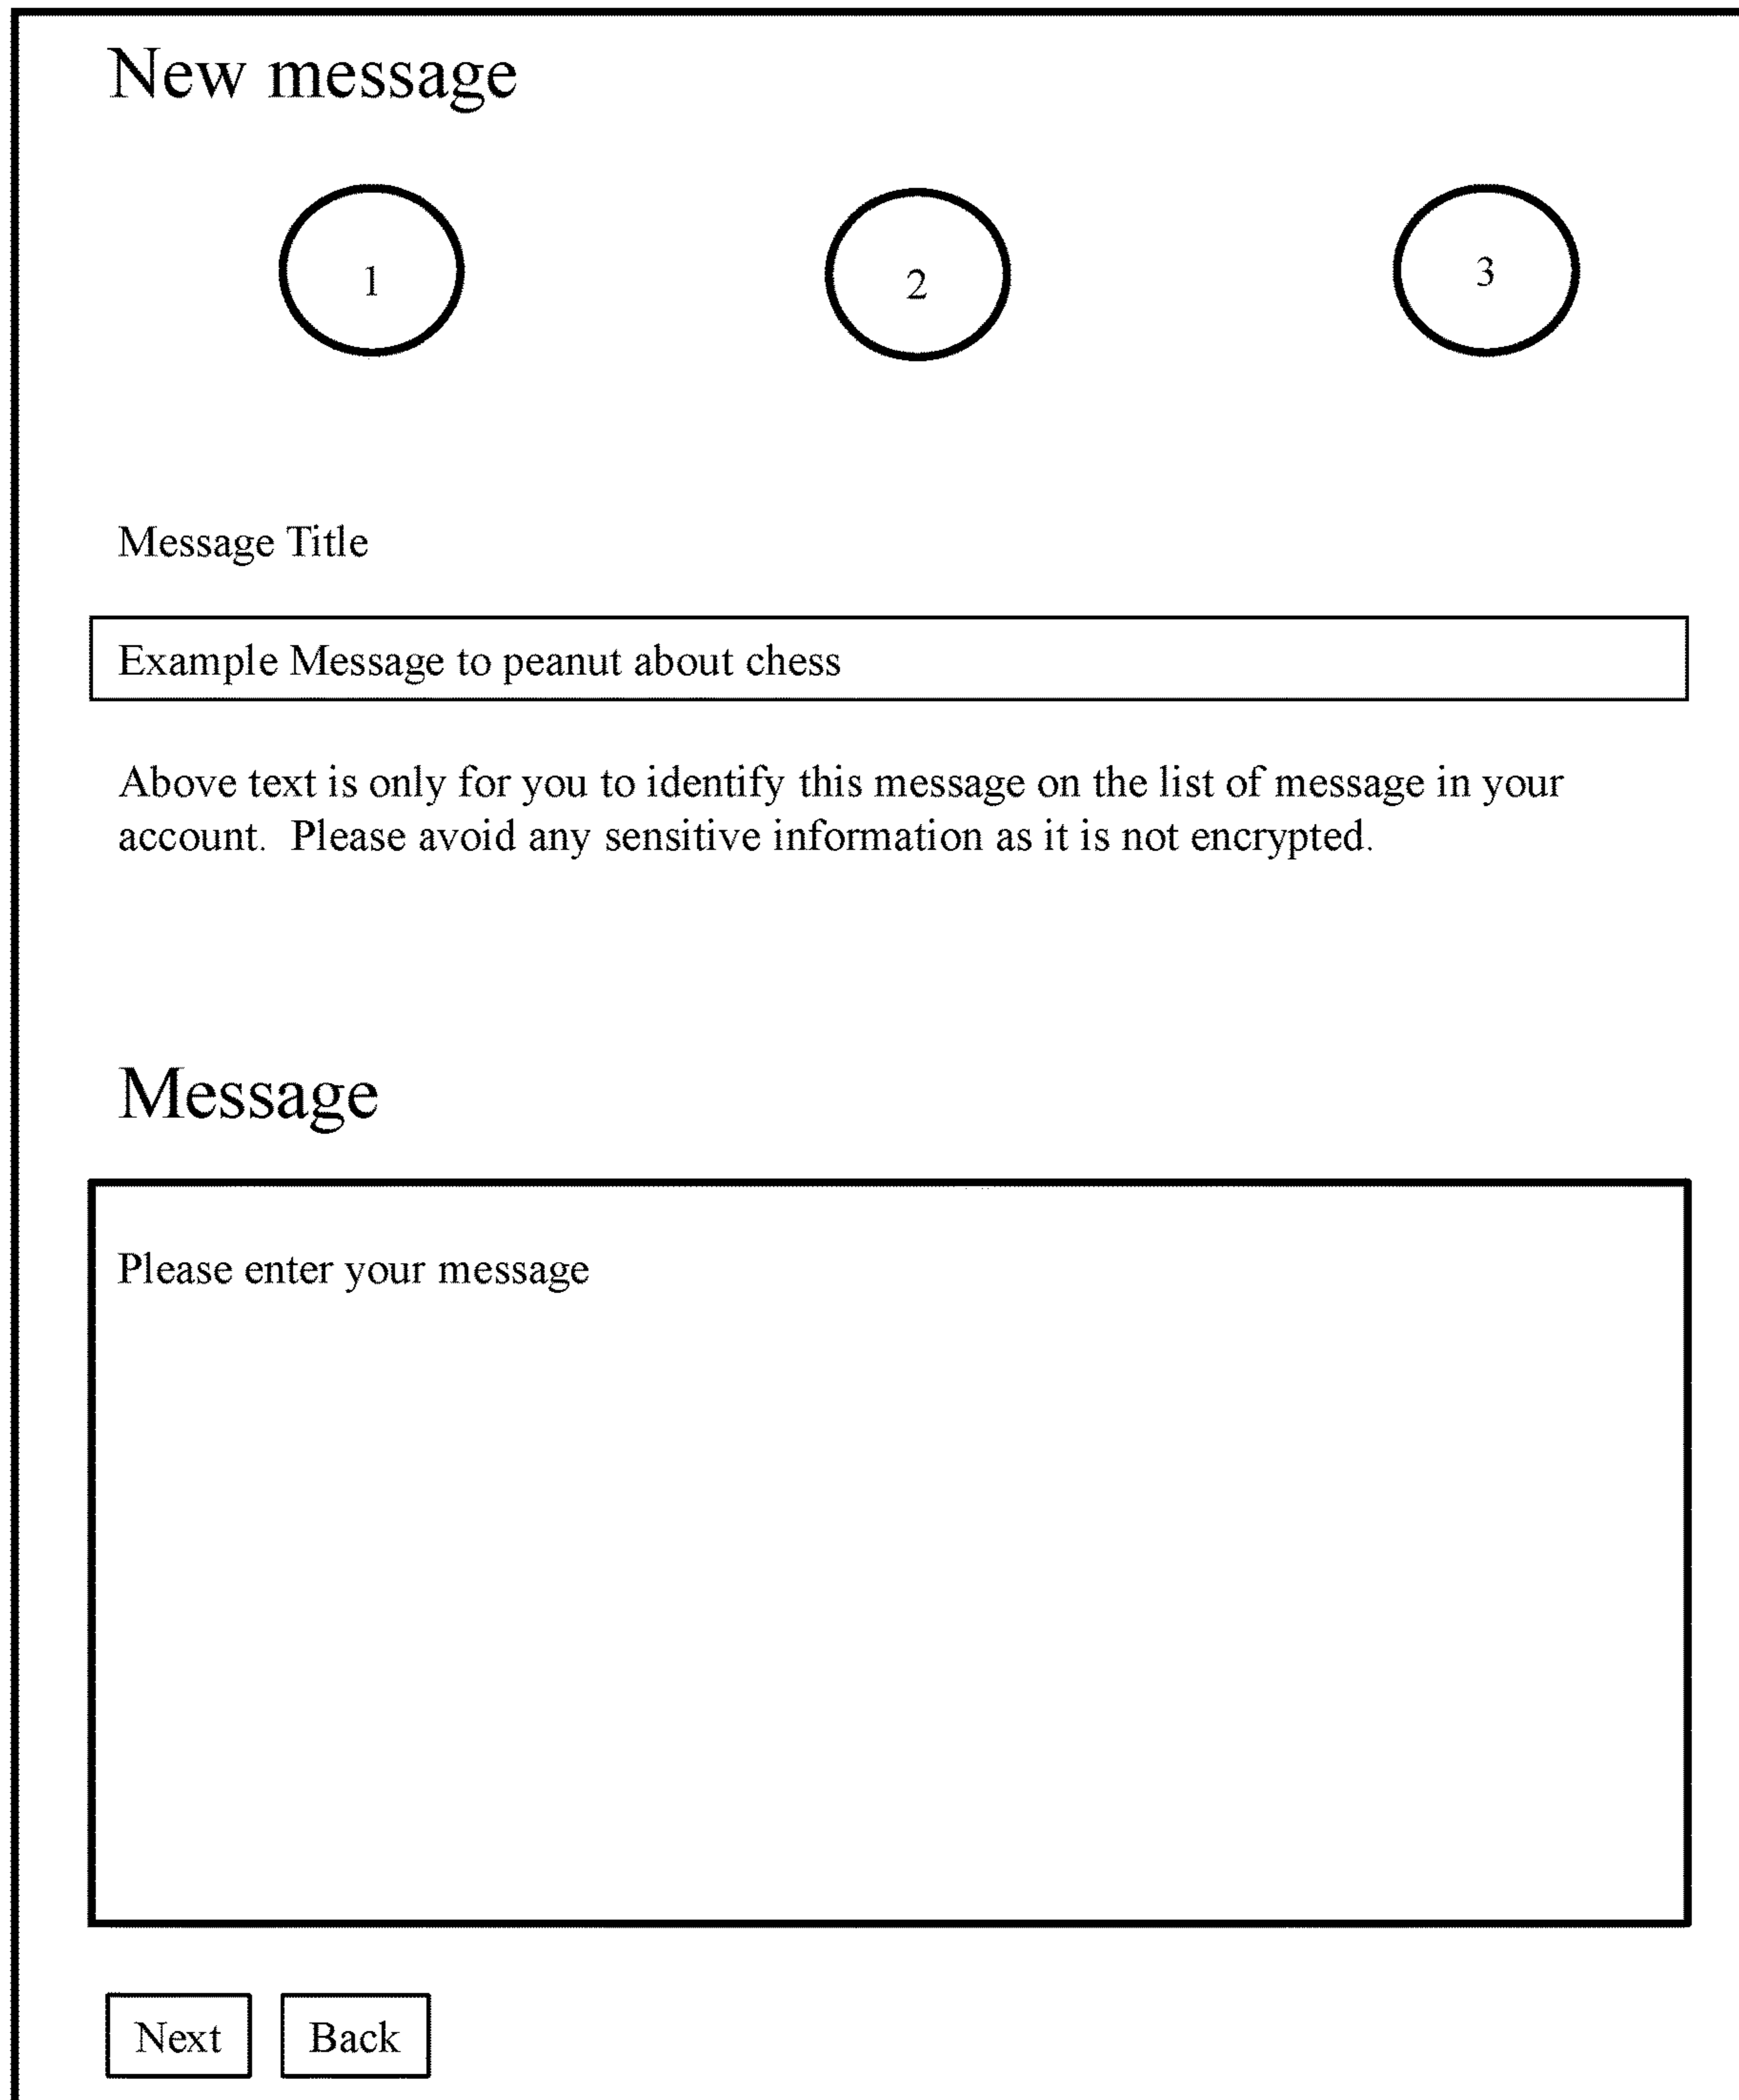 New message
1 2 3
Message Title
Example Message to peanut about chess
Above text is only for you to identify this message on the list of message in your
account.  Please avoid any sensitive information as it is not encrypted.
Message
Please enter your message
Next Back